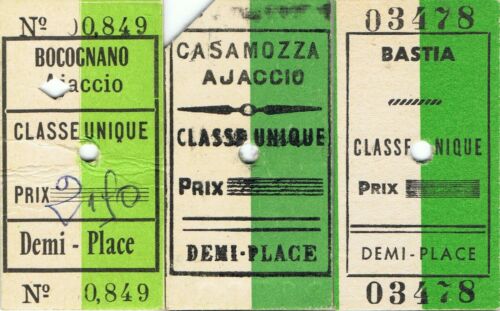 Nº 0,849
BOCOGNANO
Ajaccio
CLASSE UNIQUE
PRIX
Demi - Place
Nº 0,849
CASAMOZZA
AJACCIO
CLASSE UNIQUE
PRIX
DEMI-PLACE
03478
BASTIA
CLASSE UNIQUE
PRIX
DEMI-PLACE
03478